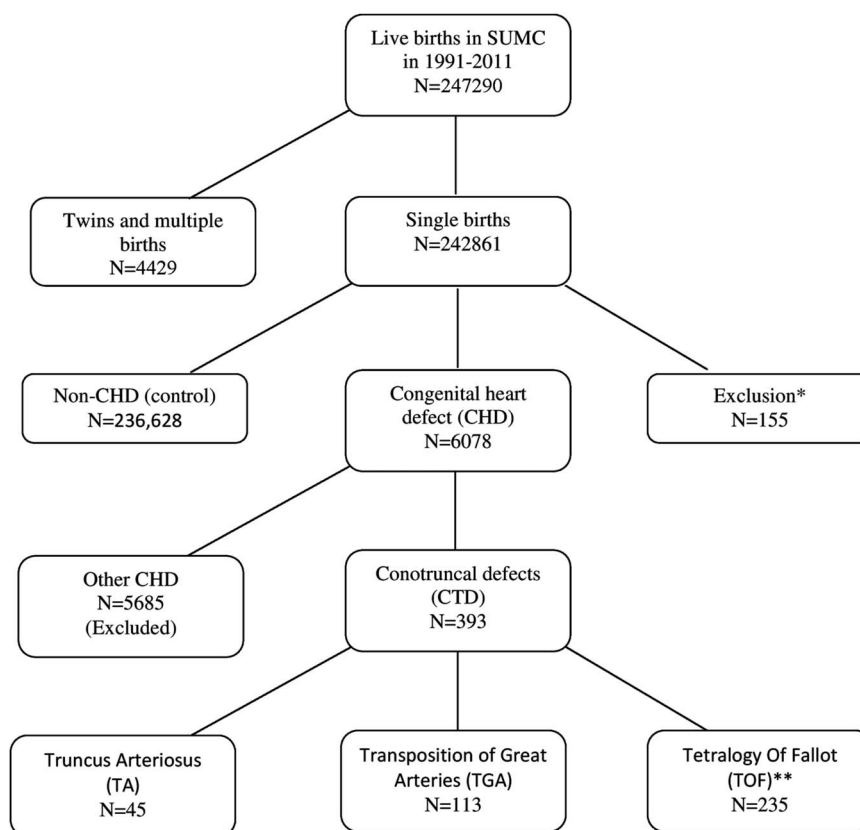 Live births in SUMC
in 1991-2011
N=247290
Twins and multiple
births
N=4429
Single births
N=242861
Non-CHD (control)
N=236,628
Congenital heart
defect (CHD)
N=6078
Exclusion*
N=155
Other CHD
N=5685
(Excluded)
Conotruncal defects
(CTD)
N=393
Truncus Arteriosus
(TA)
N=45
Transposition of Great
Arteries (TGA)
N=113
Tetralogy Of Fallot
(TOF)**
N=235